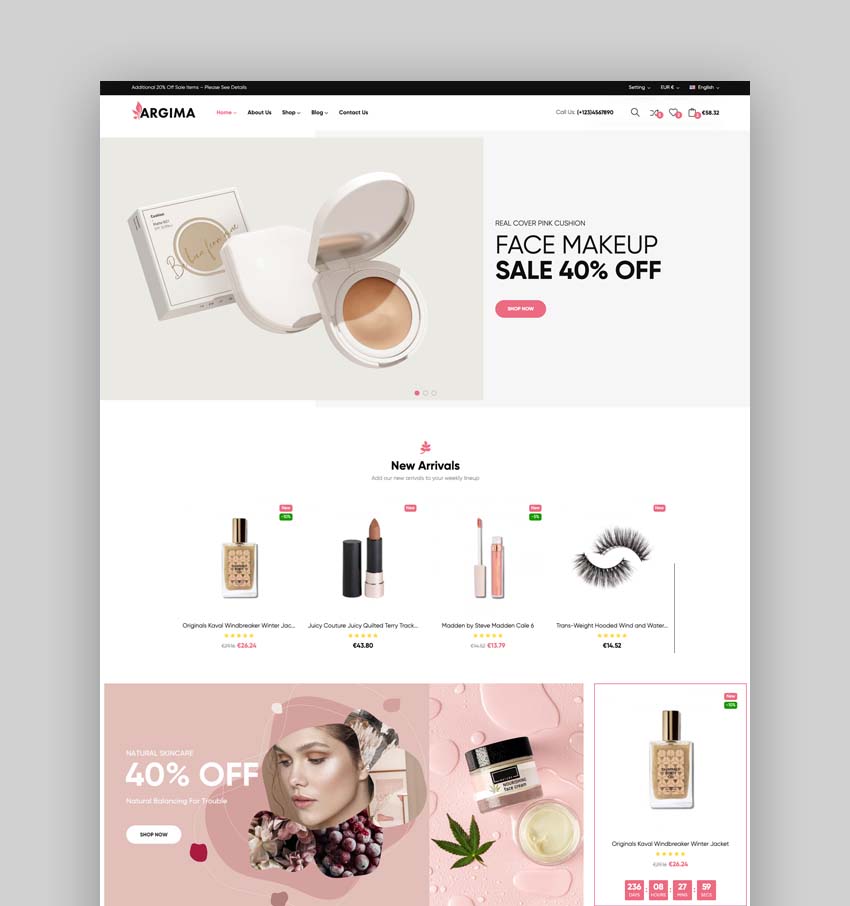 Additional 20% Off Sale Items – Please See Details
Setting
EUR €
English
ARGIMA
Home
About Us
Shop
Blog
Contact Us
Call Us: (+123)4567890
€58.32
Cushion
REAL COVER PINK CUSHION
FACE MAKEUP
SALE 40% OFF
SHOP NOW
New Arrivals
Add our new arrivals to your weekly lineup
New
-10%
New
New
-5%
New
Originals Kaval Windbreaker Winter Jac...
Juicy Couture Juicy Quilted Terry Track...
Madden by Steve Madden Cale 6
Trans-Weight Hooded Wind and Water...
€29.16 €26.24
€43.80
€14.52 €13.79
€14.52
NATURAL SKINCARE
40% OFF
Natural Balancing For Trouble
SHOP NOW
NOURISHING
face cream
New
-10%
Originals Kaval Windbreaker Winter Jacket
€29.16 €26.24
236 : 08 : 27 : 59
DAYS HOURS MINS SECS